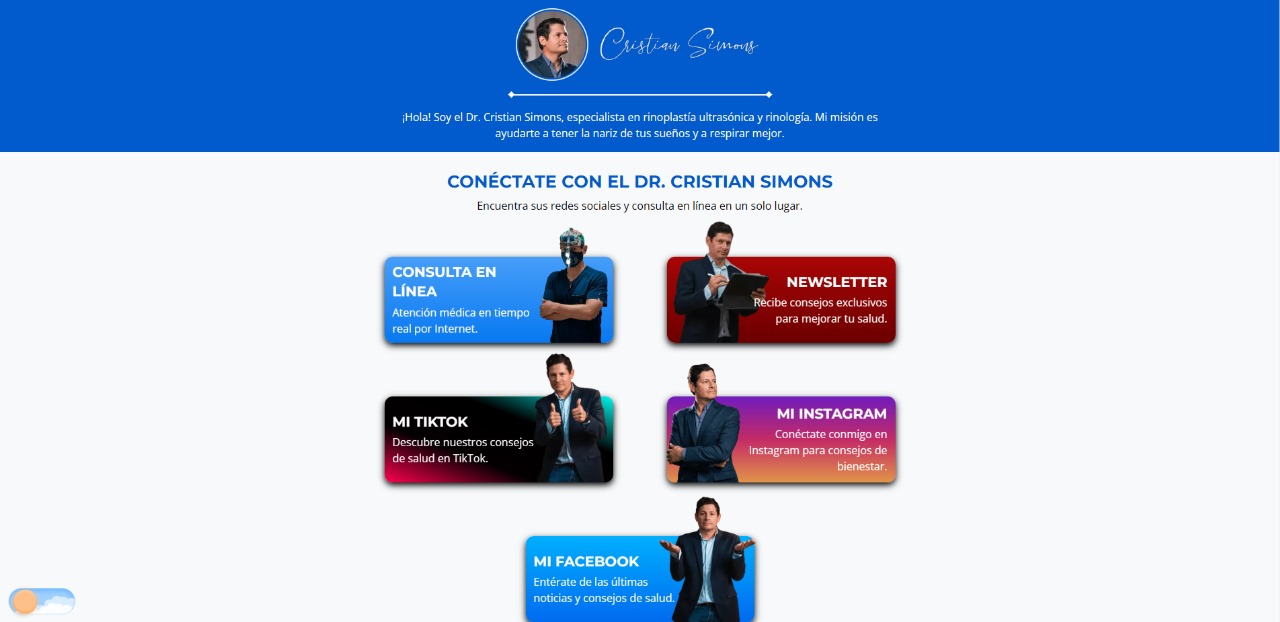 Cristian Simons
¡Hola! Soy el Dr. Cristian Simons, especialista en rinoplastía ultrasónica y rinología. Mi misión es
ayudarte a tener la nariz de tus sueños y a respirar mejor.
CONÉCTATE CON EL DR. CRISTIAN SIMONS
Encuentra sus redes sociales y consulta en línea en un solo lugar.
CONSULTA EN
LÍNEA
Atención médica en tiempo
real por Internet.
NEWSLETTER
Recibe consejos exclusivos
para mejorar tu salud.
MI TIKTOK
Descubre nuestros consejos
de salud en TikTok.
MI INSTAGRAM
Conéctate conmigo en
Instagram para consejos de
bienestar.
MI FACEBOOK
Entérate de las últimas
noticias y consejos de salud.